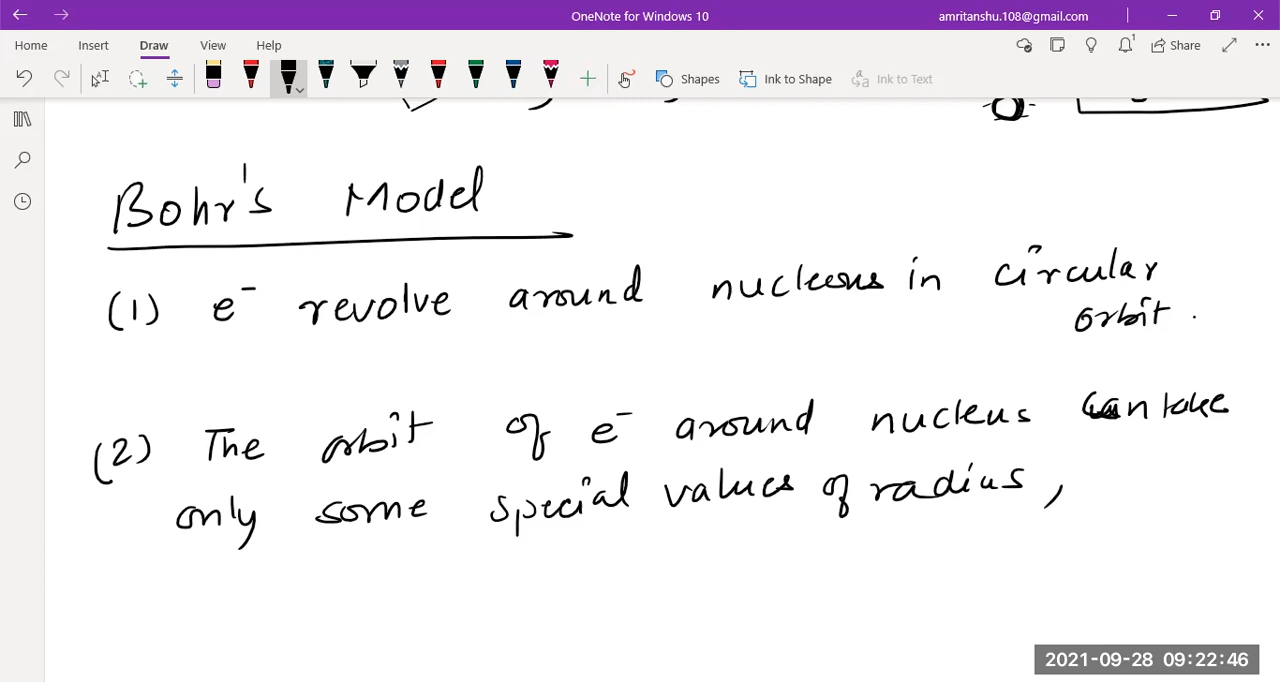 OneNote for Windows 10
amritanshu.108@gmail.com
Home Insert Draw View Help
Share
Shapes Ink to Shape Ink to Text
Bohr's Model
(1) e⁻ revolve around nucleus in circular
orbit.
(2) The orbit of e⁻ around nucleus can take
only some special values of radius,
2021-09-28 09:22:46